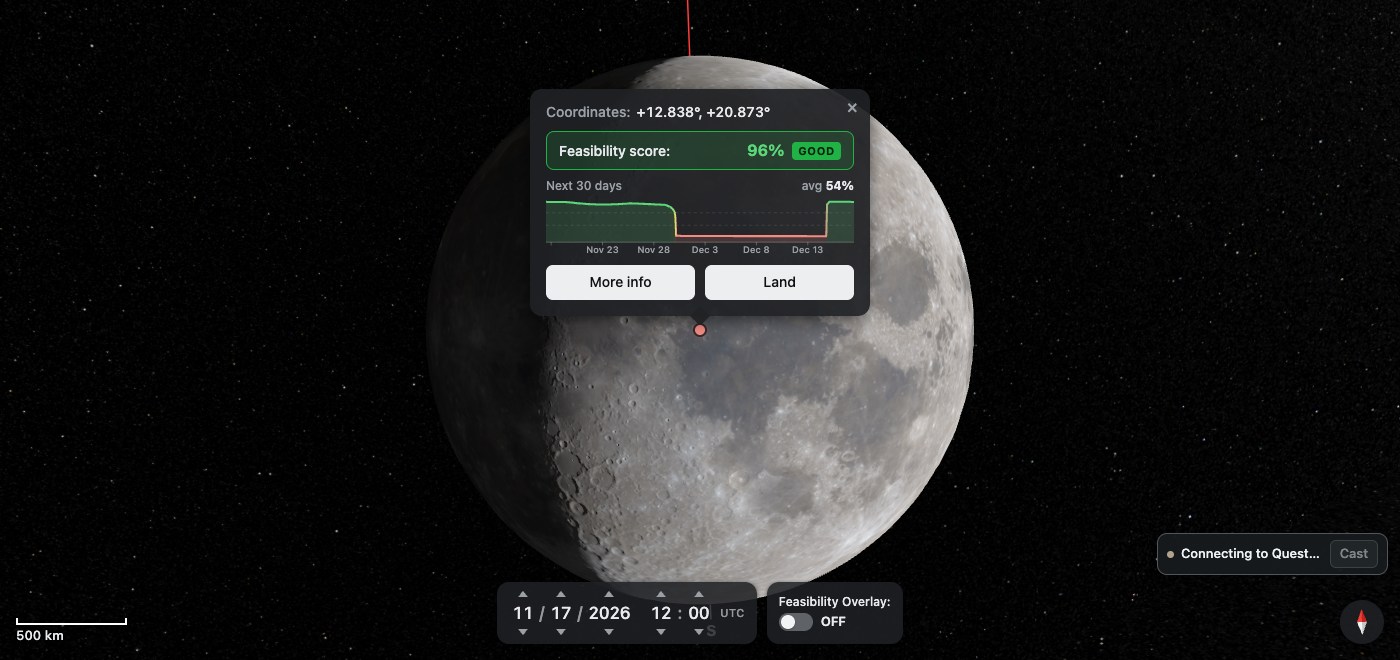 Coordinates: +12.838°, +20.873°
×
Feasibility score: 96% GOOD
Next 30 days avg 54%
Nov 23 Nov 28 Dec 3 Dec 8 Dec 13
More info Land
Connecting to Quest... Cast
11 / 17 / 2026 12 : 00 UTC
S
Feasibility Overlay:
OFF
500 km